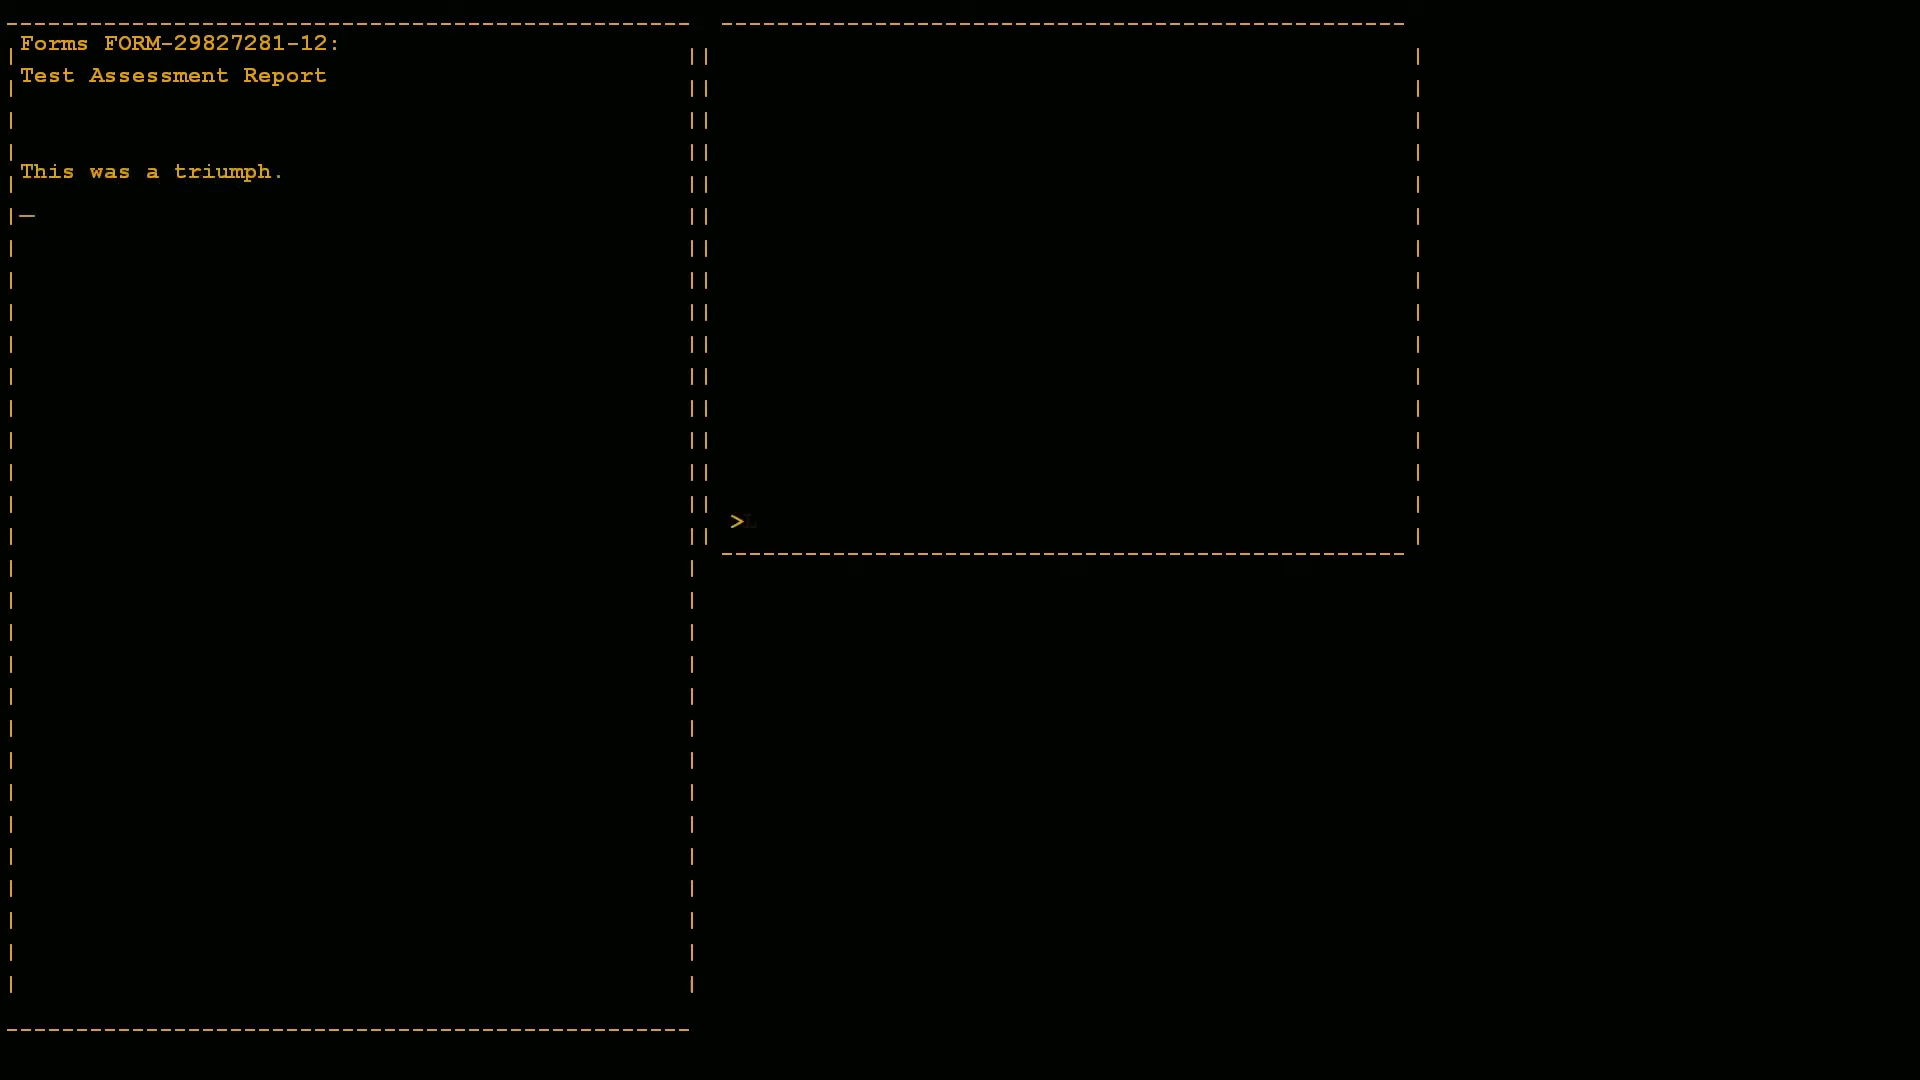 Forms FORM-29827281-12:
Test Assessment Report
This was a triumph.
>